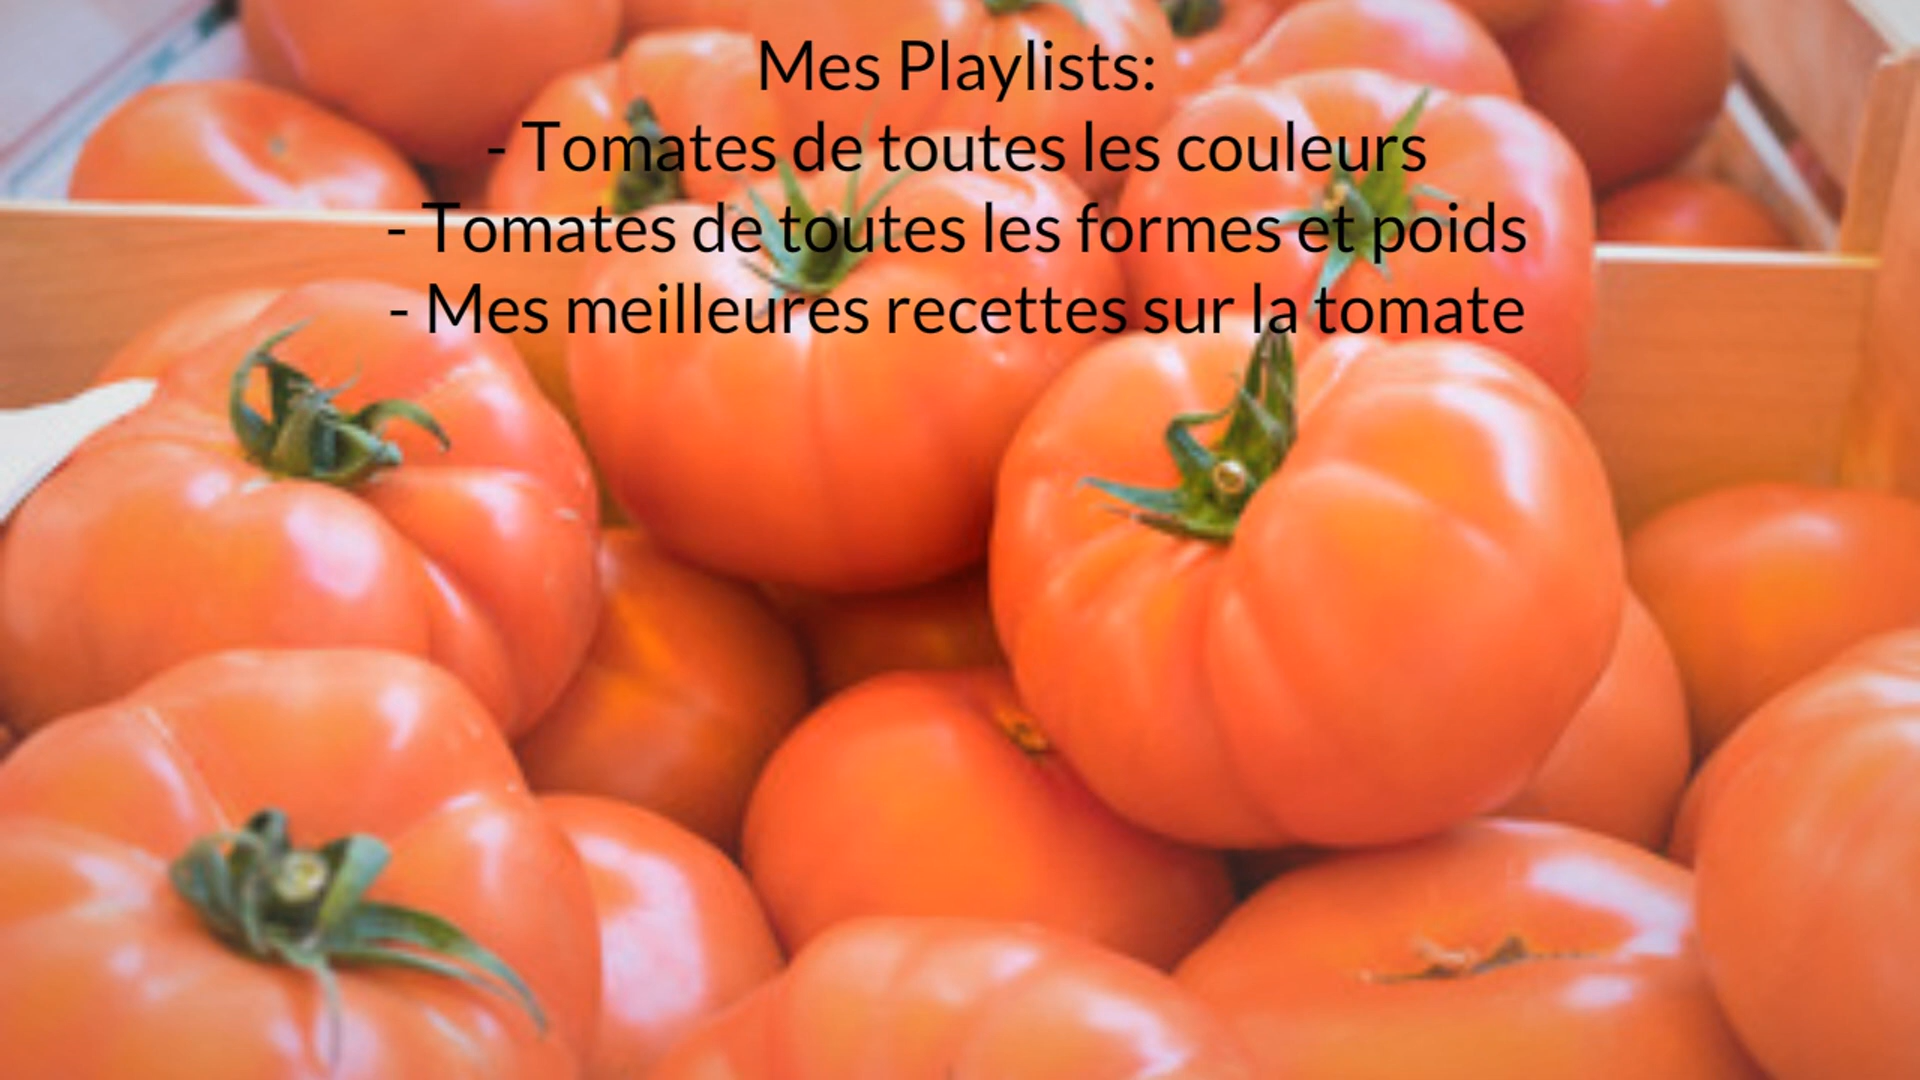 Mes Playlists:
- Tomates de toutes les couleurs
- Tomates de toutes les formes et poids
- Mes meilleures recettes sur la tomate